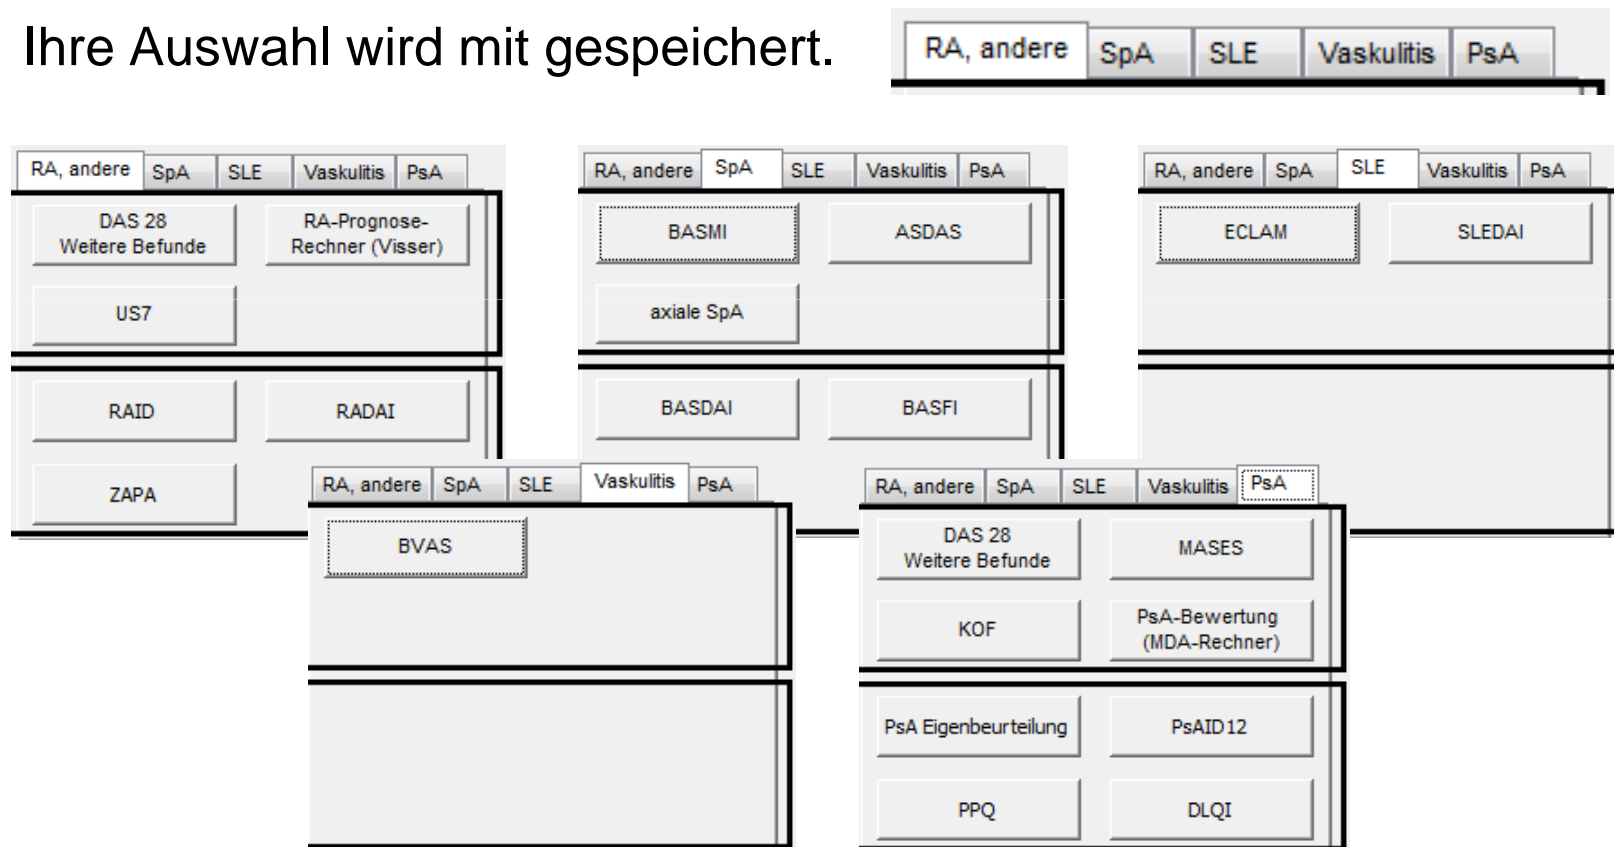 Ihre Auswahl wird mit gespeichert.
RA, andere SpA SLE Vaskulitis PsA
RA, andere SpA SLE Vaskulitis PsA
DAS 28
Weitere Befunde
RA-Prognose-
Rechner (Visser)
US7
RAID RADAI
ZAPA
RA, andere SpA SLE Vaskulitis PsA
BASMI ASDAS
axiale SpA
BASDAI BASFI
RA, andere SpA SLE Vaskulitis PsA
ECLAM SLEDAI
RA, andere SpA SLE Vaskulitis PsA
BVAS
RA, andere SpA SLE Vaskulitis PsA
DAS 28
Weitere Befunde
MASES
KOF
PsA-Bewertung
(MDA-Rechner)
PsA Eigenbeurteilung PsAID12
PPQ DLQI